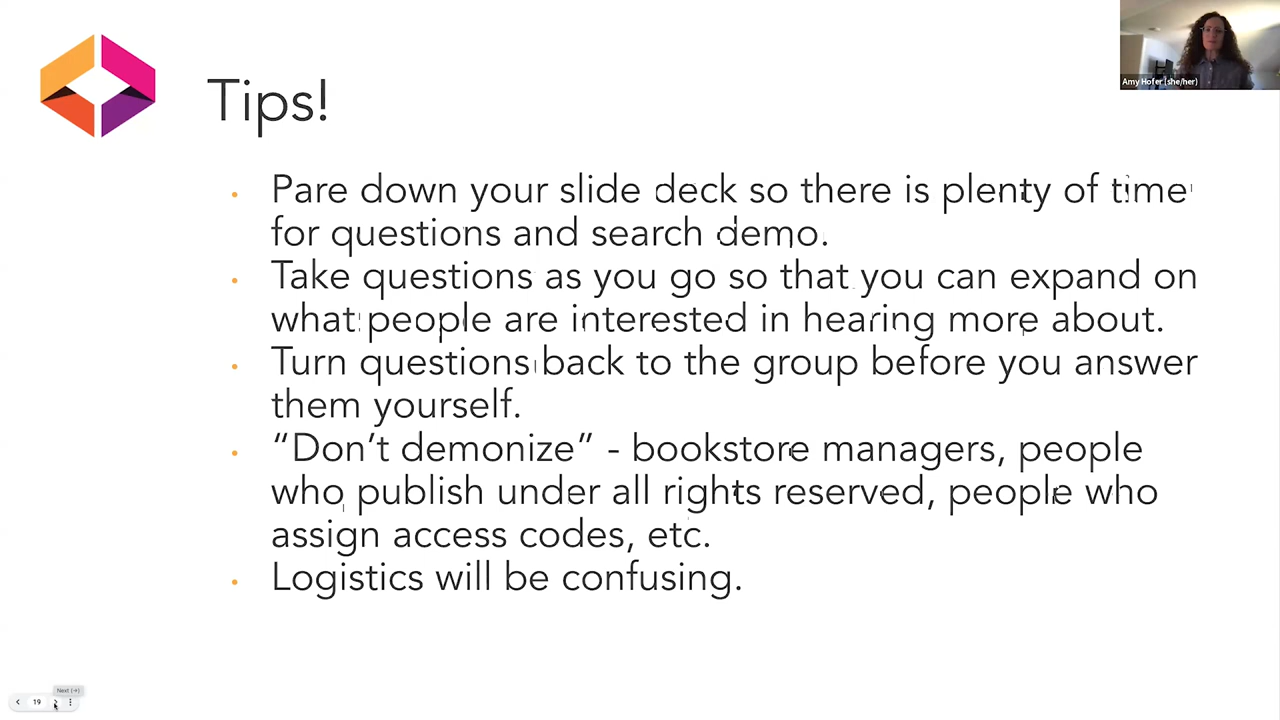 Amy Hofer (she/her)
Tips!
Pare down your slide deck so there is plenty of time
for questions and search demo.
Take questions as you go so that you can expand on
what people are interested in hearing more about.
Turn questions back to the group before you answer
them yourself.
“Don’t demonize” - bookstore managers, people
who publish under all rights reserved, people who
assign access codes, etc.
Logistics will be confusing.
Next (→)
19